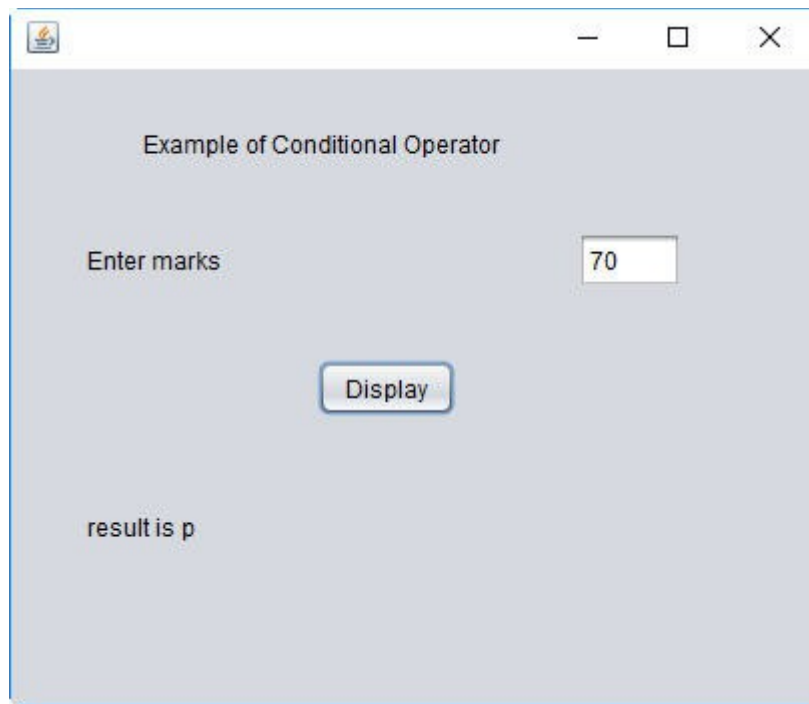 Example of Conditional Operator
Enter marks 70
Display
result is p